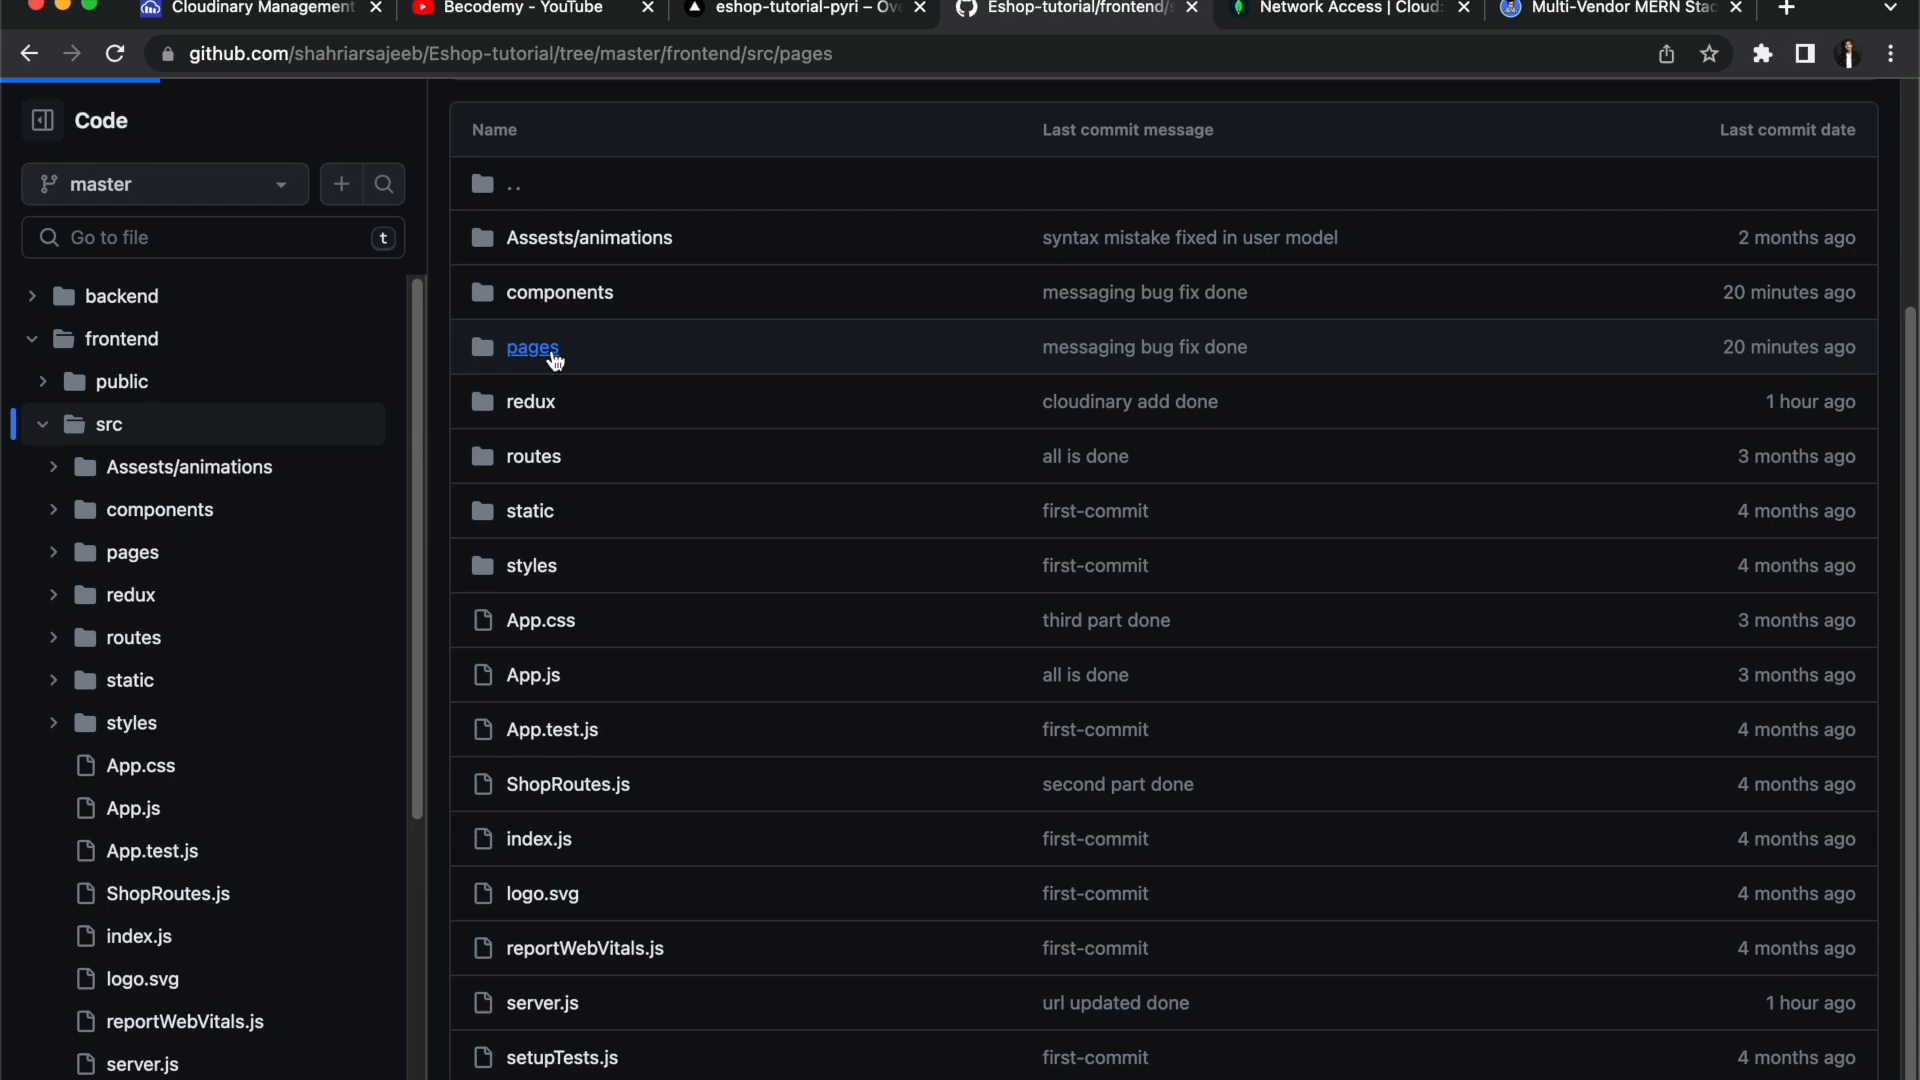 Cloudinary Management
Becodemy - YouTube
eshop-tutorial-pyri – Ov
Eshop-tutorial/frontend/s
Network Access | Cloud:
Multi-Vendor MERN Stac
github.com/shahriarsajeeb/Eshop-tutorial/tree/master/frontend/src/pages
Code
master
Go to file
t
backend
frontend
public
src
Assests/animations
components
pages
redux
routes
static
styles
App.css
App.js
App.test.js
ShopRoutes.js
index.js
logo.svg
reportWebVitals.js
server.js
Name Last commit message Last commit date
..
Assests/animations syntax mistake fixed in user model 2 months ago
components messaging bug fix done 20 minutes ago
pages messaging bug fix done 20 minutes ago
redux cloudinary add done 1 hour ago
routes all is done 3 months ago
static first-commit 4 months ago
styles first-commit 4 months ago
App.css third part done 3 months ago
App.js all is done 3 months ago
App.test.js first-commit 4 months ago
ShopRoutes.js second part done 4 months ago
index.js first-commit 4 months ago
logo.svg first-commit 4 months ago
reportWebVitals.js first-commit 4 months ago
server.js url updated done 1 hour ago
setupTests.js first-commit 4 months ago